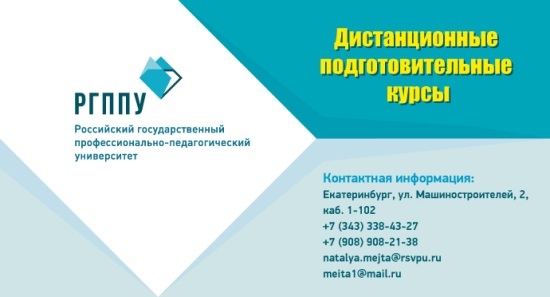 РГППУ
Российский государственный
профессионально-педагогический
университет
Дистанционные
подготовительные
курсы
Контактная информация:
Екатеринбург, ул. Машиностроителей, 2,
каб. 1-102
+7 (343) 338-43-27
+7 (908) 908-21-38
natalya.mejta@rsvpu.ru
meita1@mail.ru